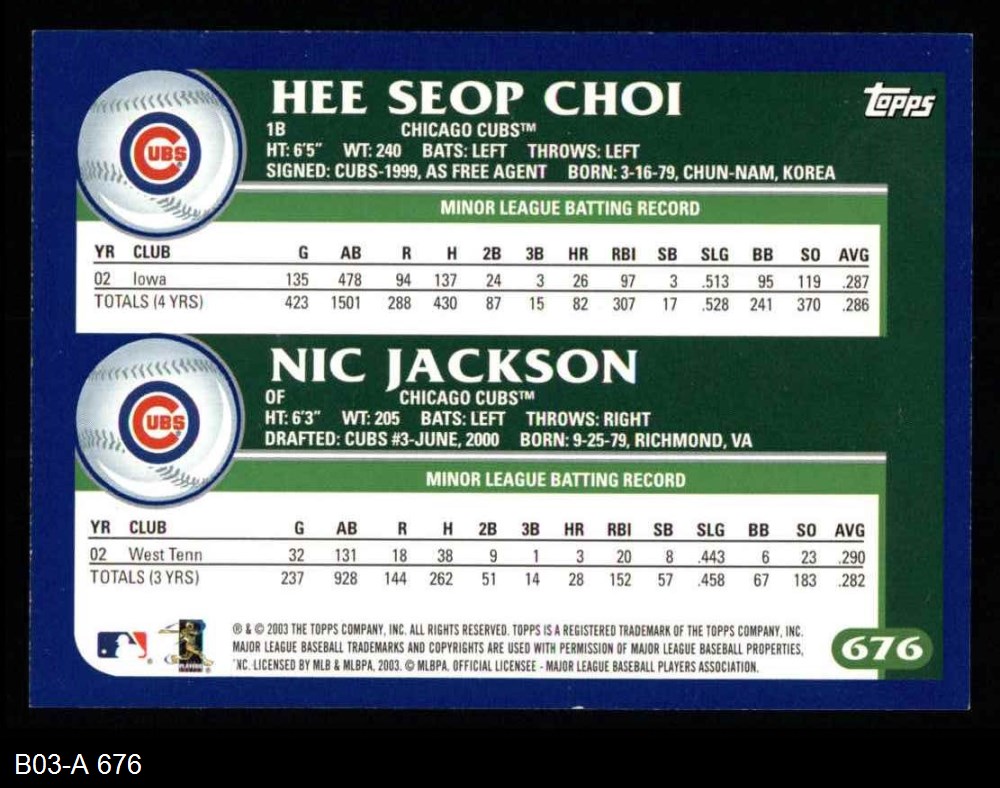 HEE SEOP CHOI
topps
1B CHICAGO CUBS™
HT: 6'5" WT: 240 BATS: LEFT THROWS: LEFT
SIGNED: CUBS-1999, AS FREE AGENT BORN: 3-16-79, CHUN-NAM, KOREA
CUBS
MINOR LEAGUE BATTING RECORD
YR CLUB G AB R H 2B 3B HR RBI SB SLG BB SO AVG
02 Iowa 135 478 94 137 24 3 26 97 3 .513 95 119 .287
TOTALS (4 YRS) 423 1501 288 430 87 15 82 307 17 .528 241 370 .286
NIC JACKSON
OF CHICAGO CUBS™
HT: 6'3" WT: 205 BATS: LEFT THROWS: RIGHT
DRAFTED: CUBS #3-JUNE, 2000 BORN: 9-25-79, RICHMOND, VA
CUBS
MINOR LEAGUE BATTING RECORD
YR CLUB G AB R H 2B 3B HR RBI SB SLG BB SO AVG
02 West Tenn 32 131 18 38 9 1 3 20 8 .443 6 23 .290
TOTALS (3 YRS) 237 928 144 262 51 14 28 152 57 .458 67 183 .282
® & © 2003 THE TOPPS COMPANY, INC. ALL RIGHTS RESERVED. TOPPS IS A REGISTERED TRADEMARK OF THE TOPPS COMPANY, INC.
MAJOR LEAGUE BASEBALL TRADEMARKS AND COPYRIGHTS ARE USED WITH PERMISSION OF MAJOR LEAGUE BASEBALL PROPERTIES,
'NC. LICENSED BY MLB & MLBPA, 2003. © MLBPA. OFFICIAL LICENSEE - MAJOR LEAGUE BASEBALL PLAYERS ASSOCIATION.
676
B03-A 676